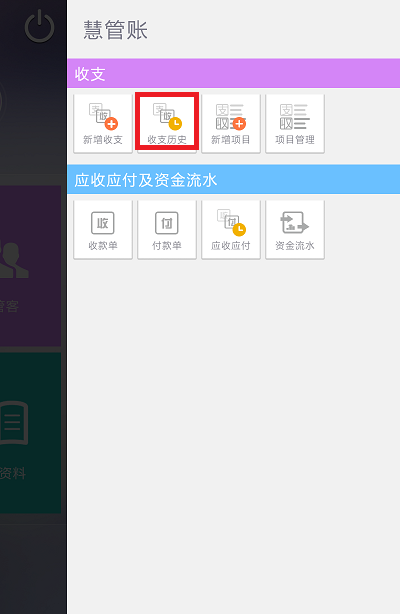 慧管账
收支
新增收支
收支历史
新增项目
项目管理
应收应付及资金流水
收款单
付款单
应收应付
资金流水
管客
资料